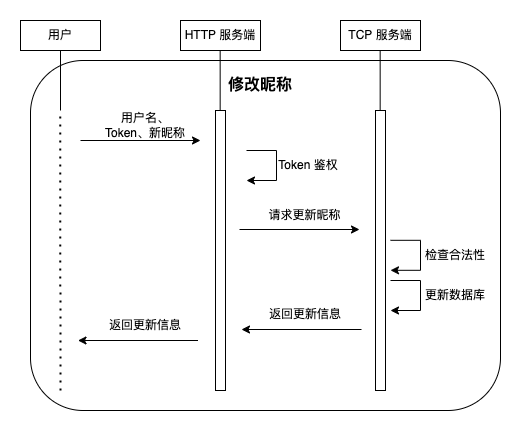 用户
HTTP 服务端
TCP 服务端
修改昵称
用户名、
Token、新昵称
Token 鉴权
请求更新昵称
检查合法性
更新数据库
返回更新信息
返回更新信息